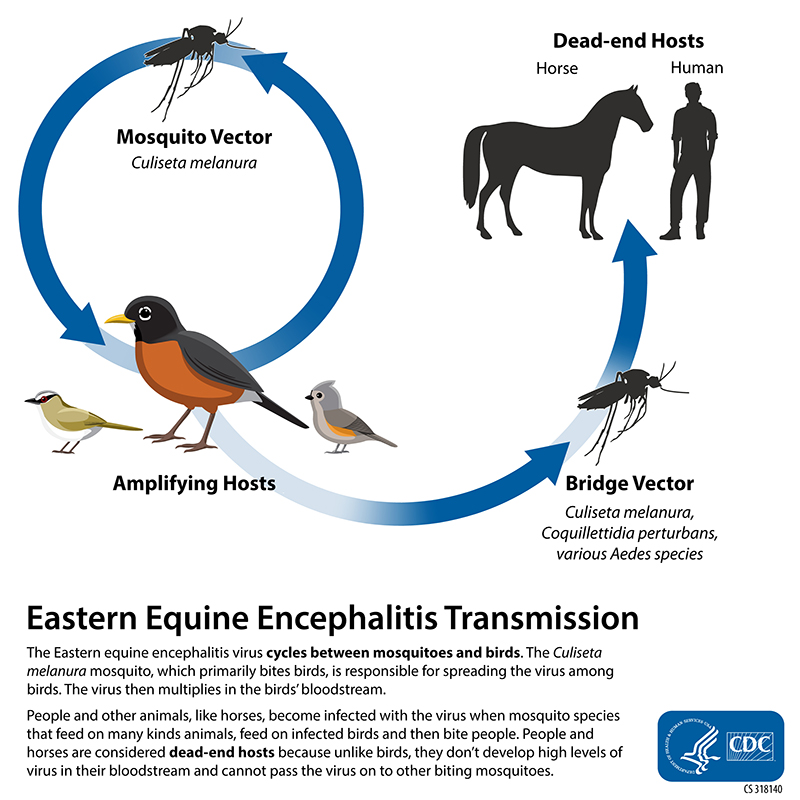 Dead-end Hosts
Horse
Human
Mosquito Vector
Culiseta melanura
Amplifying Hosts
Bridge Vector
Culiseta melanura,
Coquillettidia perturbans,
various Aedes species
Eastern Equine Encephalitis Transmission
The Eastern equine encephalitis virus cycles between mosquitoes and birds. The Culiseta
melanura mosquito, which primarily bites birds, is responsible for spreading the virus among
birds. The virus then multiplies in the birds' bloodstream.
People and other animals, like horses, become infected with the virus when mosquito species
that feed on many kinds animals, feed on infected birds and then bite people. People and
horses are considered dead-end hosts because unlike birds, they don't develop high levels of
virus in their bloodstream and cannot pass the virus on to other biting mosquitoes.
DEPARTMENT OF HEALTH & HUMAN SERVICES • USA
CDC
CS 318140